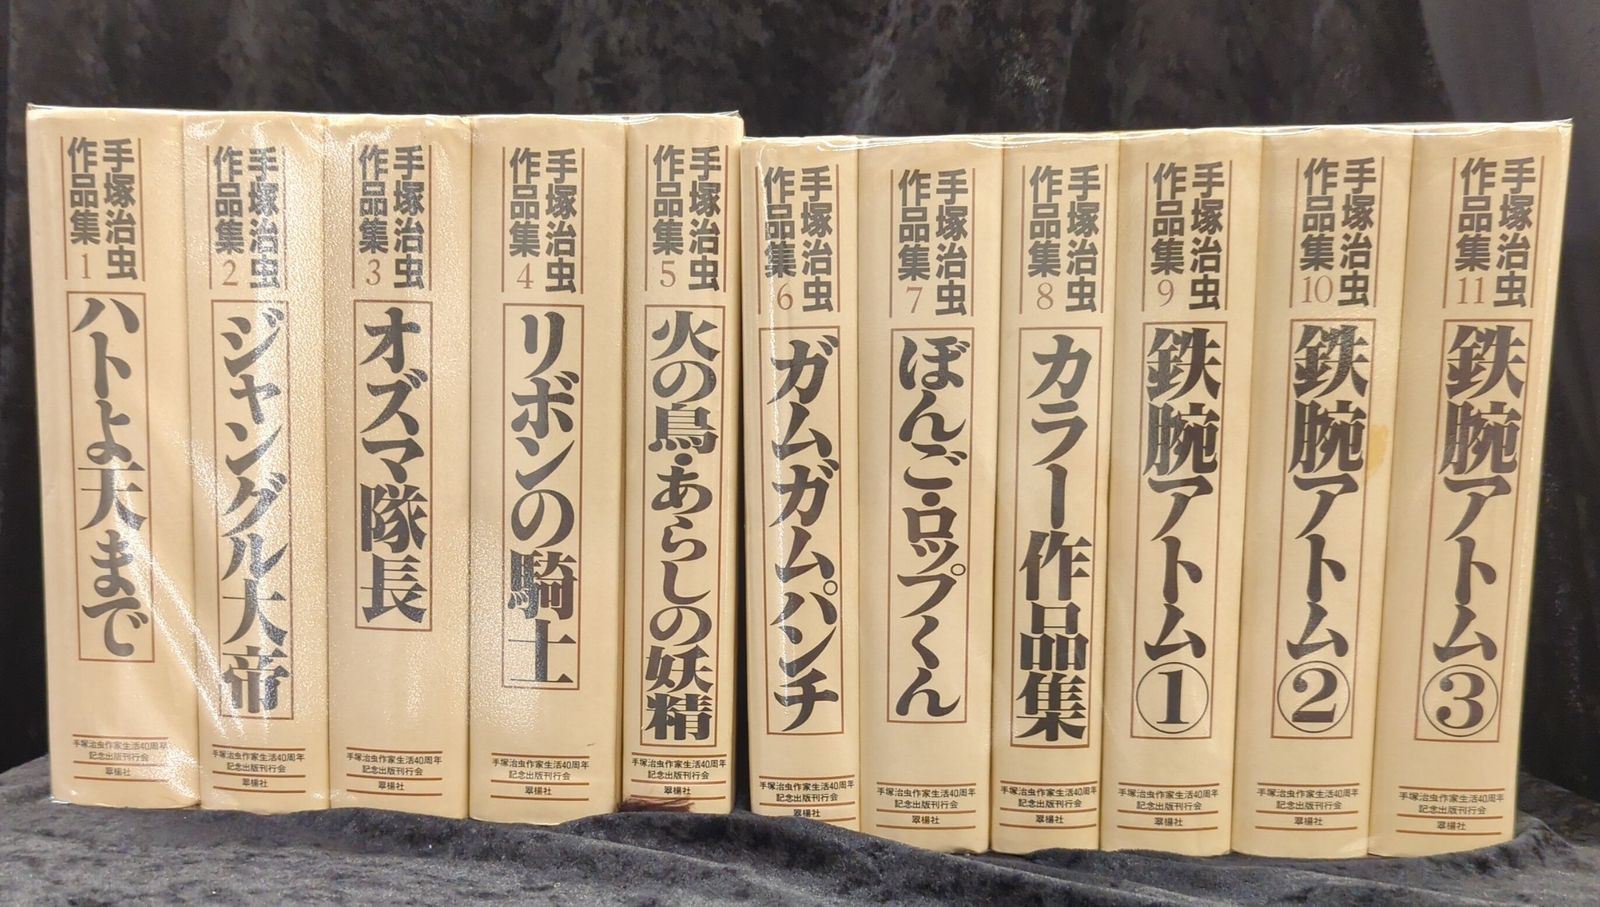 手塚治虫
作品集
1
ハトよ天まで
手塚治虫作家生活40周年
記念出版刊行会
翠楊社
手塚治虫
作品集
2
ジャングル大帝
手塚治虫作家生活40周年
記念出版刊行会
翠楊社
手塚治虫
作品集
3
オズマ隊長
手塚治虫作家生活40周年
記念出版刊行会
翠楊社
手塚治虫
作品集
4
リボンの騎士
手塚治虫作家生活40周年
記念出版刊行会
翠楊社
手塚治虫
作品集
5
火の鳥・あらしの妖精
手塚治虫作家生活40周年
記念出版刊行会
翠楊社
手塚治虫
作品集
6
ガムガムパンチ
手塚治虫作家生活40周年
記念出版刊行会
翠楊社
手塚治虫
作品集
7
ぼんご・ロップくん
手塚治虫作家生活40周年
記念出版刊行会
翠楊社
手塚治虫
作品集
8
カラー作品集
手塚治虫作家生活40周年
記念出版刊行会
翠楊社
手塚治虫
作品集
9
鉄腕アトム①
手塚治虫作家生活40周年
記念出版刊行会
翠楊社
手塚治虫
作品集
10
鉄腕アトム②
手塚治虫作家生活40周年
記念出版刊行会
翠楊社
手塚治虫
作品集
11
鉄腕アトム③
手塚治虫作家生活40周年
記念出版刊行会
翠楊社